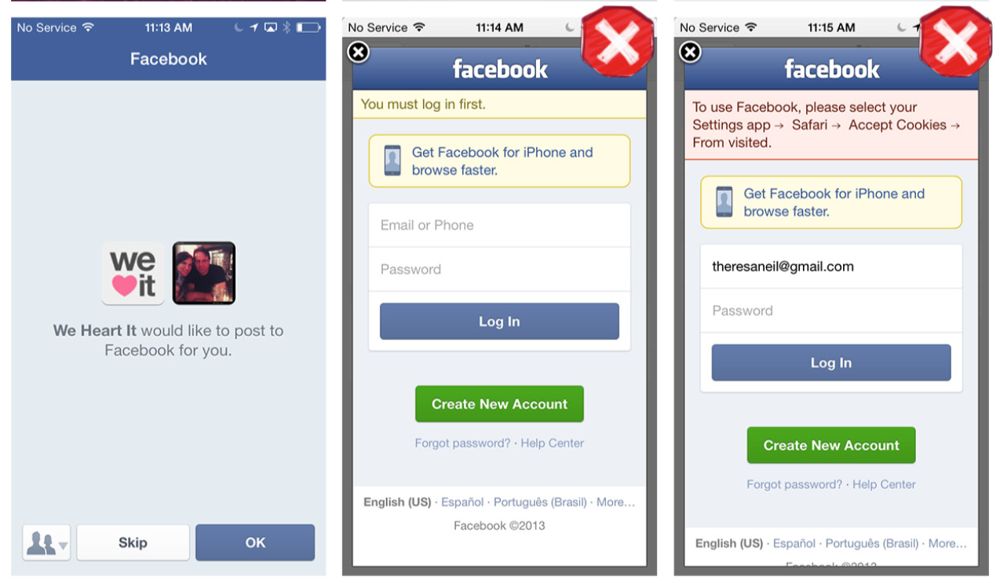 No Service 11:13 AM
Facebook
we
it
We Heart It would like to post to
Facebook for you.
Skip
OK
No Service 11:14 AM
facebook
You must log in first.
Get Facebook for iPhone and
browse faster.
Email or Phone
Password
Log In
Create New Account
Forgot password? · Help Center
English (US) · Español · Português (Brasil) · More…
Facebook ©2013
No Service 11:15 AM
facebook
To use Facebook, please select your
Settings app → Safari → Accept Cookies →
From visited.
Get Facebook for iPhone and
browse faster.
theresaneil@gmail.com
Password
Log In
Create New Account
Forgot password? · Help Center
English (US) · Español · Português (Brasil) · More…
Facebook ©2013